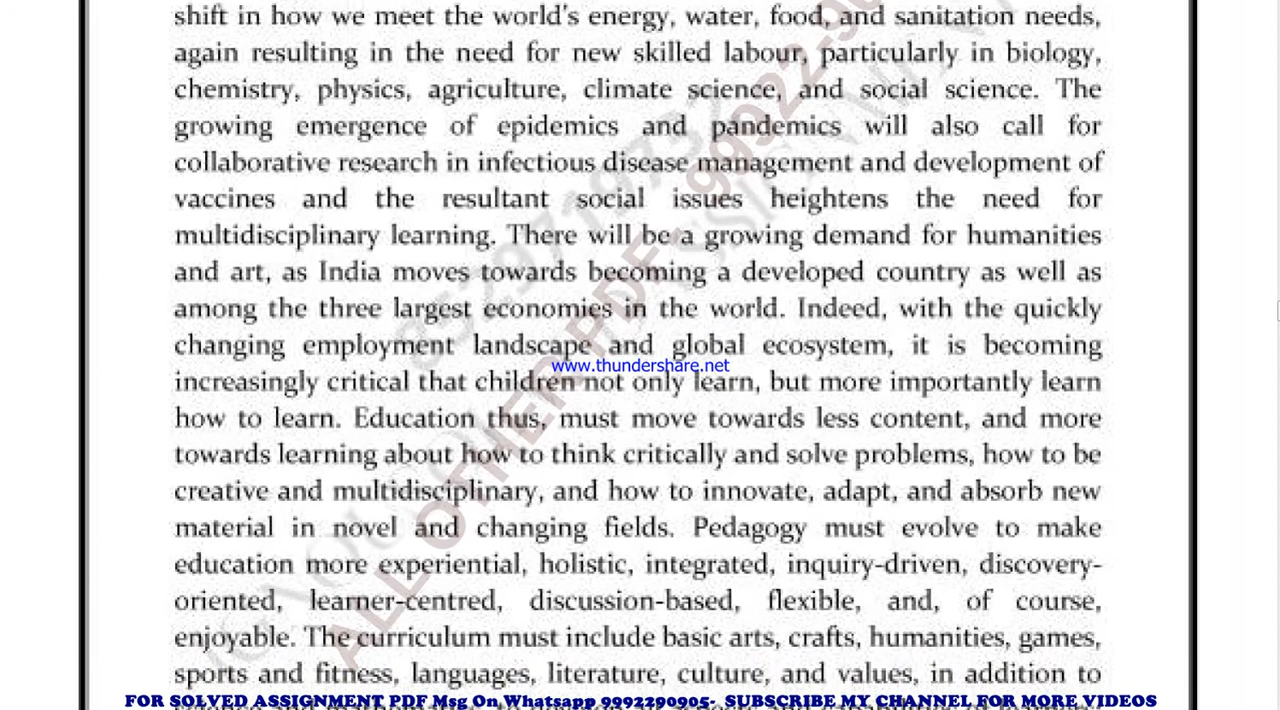 shift in how we meet the world's energy, water, food, and sanitation needs,
again resulting in the need for new skilled labour, particularly in biology,
chemistry, physics, agriculture, climate science, and social science. The
growing emergence of epidemics and pandemics will also call for
collaborative research in infectious disease management and development of
vaccines and the resultant social issues heightens the need for
multidisciplinary learning. There will be a growing demand for humanities
and art, as India moves towards becoming a developed country as well as
among the three largest economies in the world. Indeed, with the quickly
changing employment landscape and global ecosystem, it is becoming
www.thundershare.net
increasingly critical that children not only learn, but more importantly learn
how to learn. Education thus, must move towards less content, and more
towards learning about how to think critically and solve problems, how to be
creative and multidisciplinary, and how to innovate, adapt, and absorb new
material in novel and changing fields. Pedagogy must evolve to make
education more experiential, holistic, integrated, inquiry-driven, discovery-
oriented, learner-centred, discussion-based, flexible, and, of course,
enjoyable. The curriculum must include basic arts, crafts, humanities, games,
sports and fitness, languages, literature, culture, and values, in addition to
FOR SOLVED ASSIGNMENT PDF Msg On Whatsapp 9992290905- SUBSCRIBE MY CHANNEL FOR MORE VIDEOS
ALL OTHER PDF